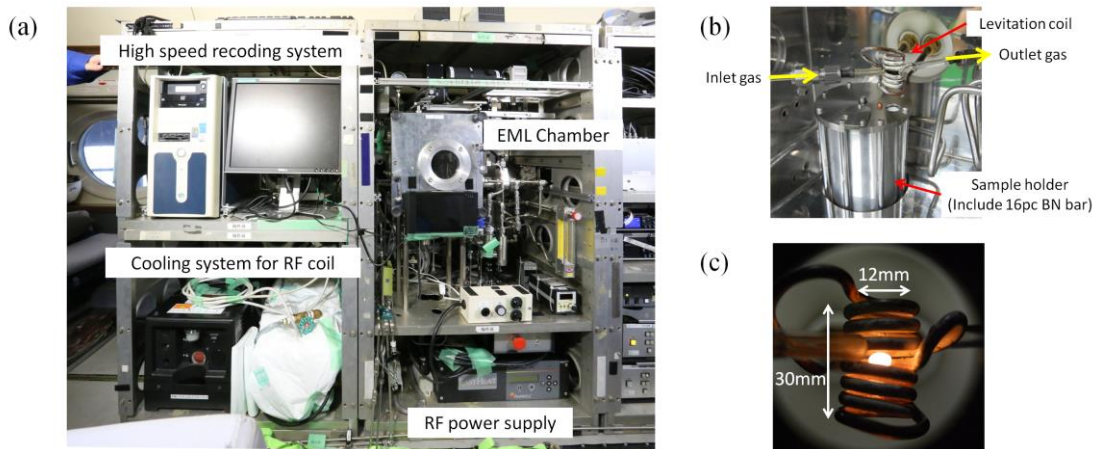 (a)
High speed recoding system
EML Chamber
Cooling system for RF coil
RF power supply
(b)
Levitation coil
Inlet gas
Outlet gas
Sample holder
(Include 16pc BN bar)
(c)
12mm
30mm